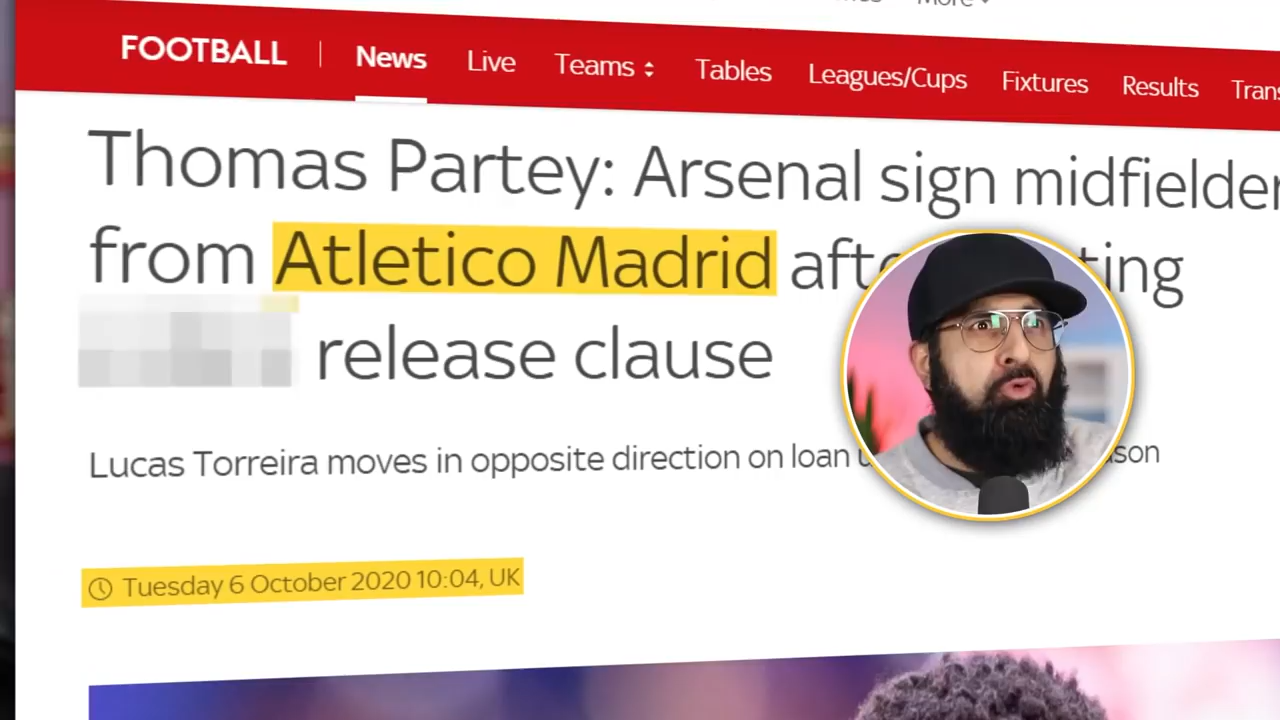 More
FOOTBALL | News Live Teams Tables Leagues/Cups Fixtures Results
Thomas Partey: Arsenal sign midfielder
from Atletico Madrid
release clause
Lucas Torreira moves in opposite direction on loan
Tuesday 6 October 2020 10:04, UK